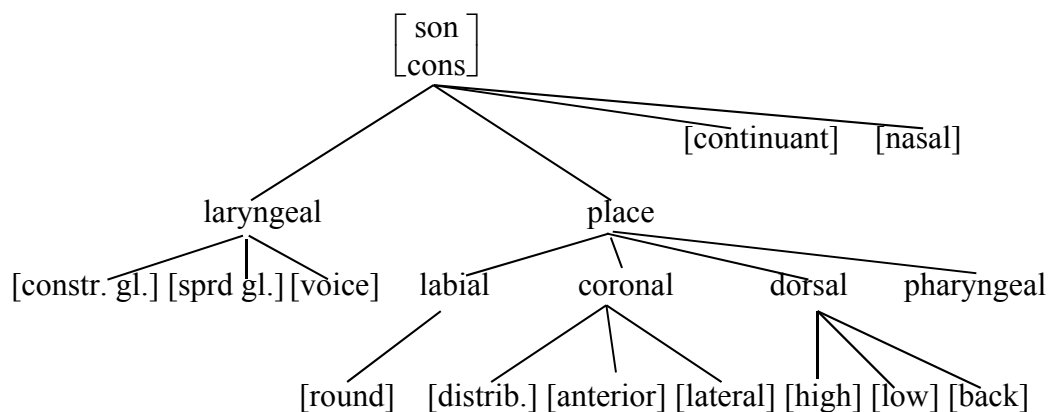 son
cons
[continuant] [nasal]
laryngeal place
[constr. gl.] [sprd gl.] [voice] labial coronal dorsal pharyngeal
[round] [distrib.] [anterior] [lateral] [high] [low] [back]